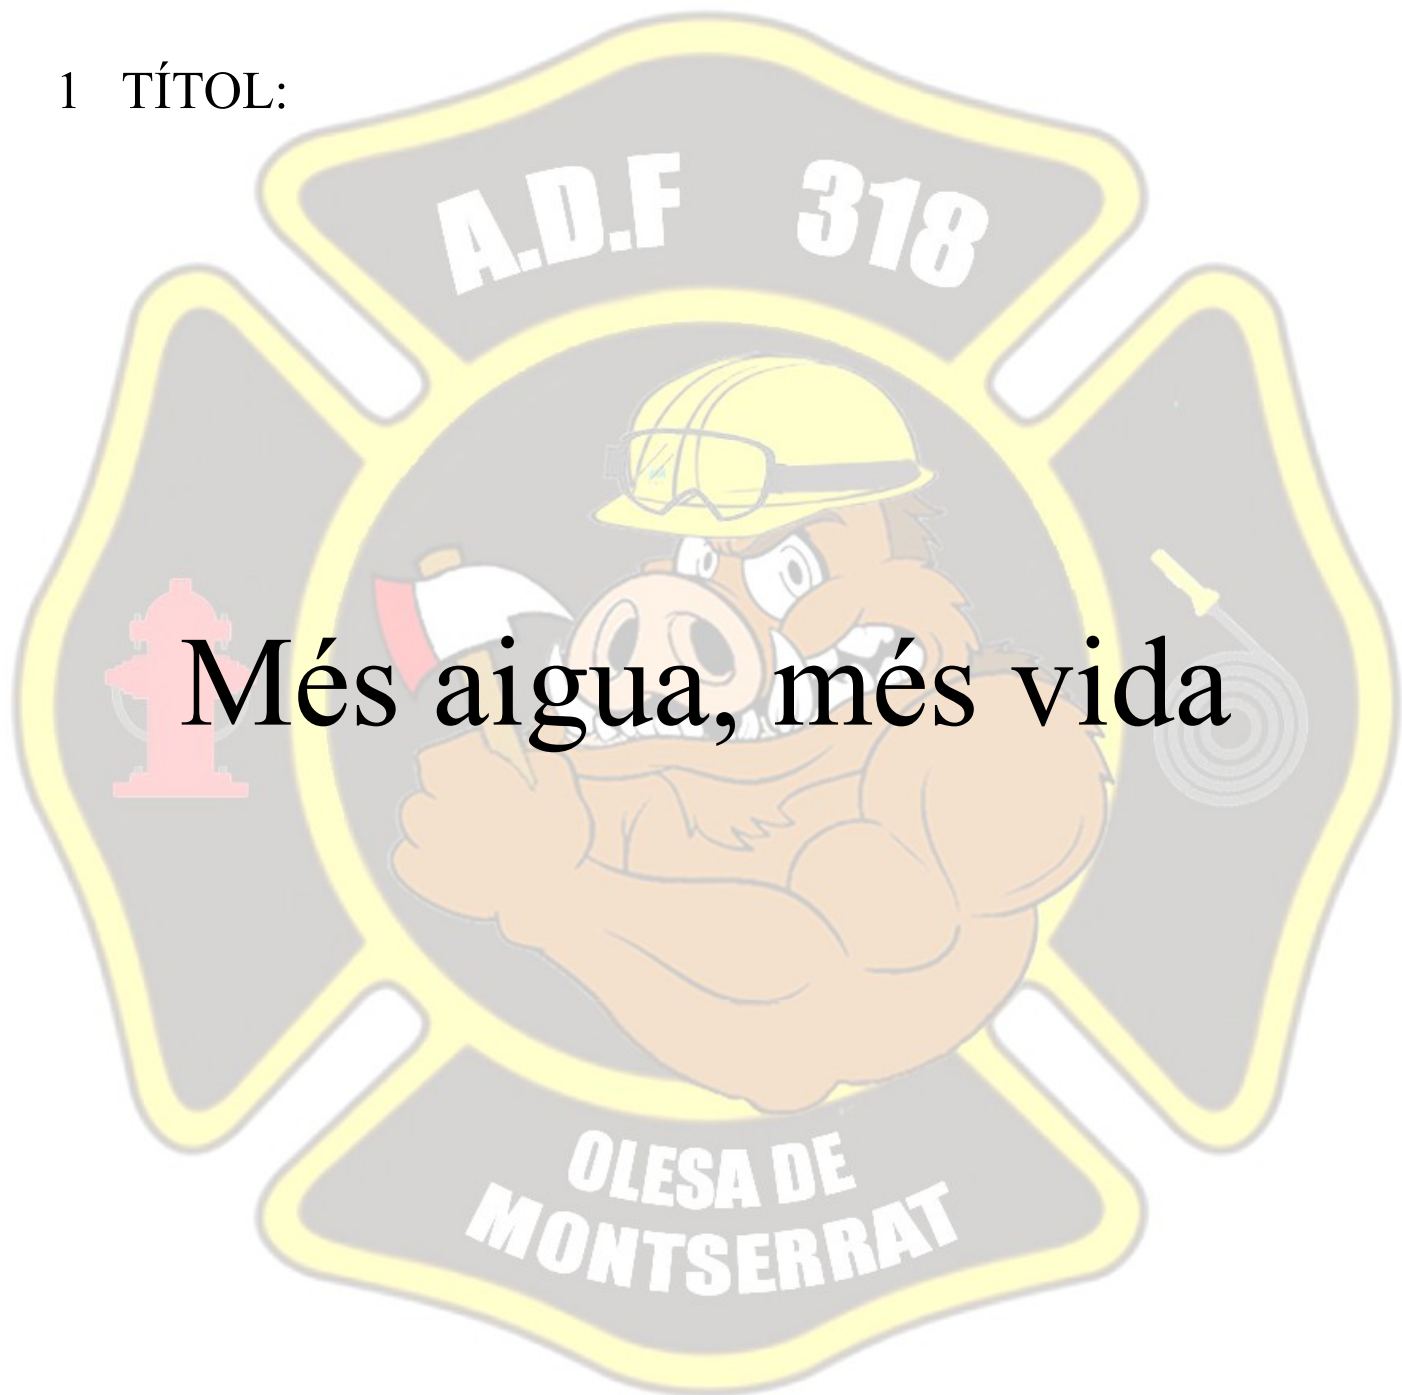 1 TÍTOL:
A.D.F 318
Més aigua, més vida
OLESA DE
MONTSERRAT